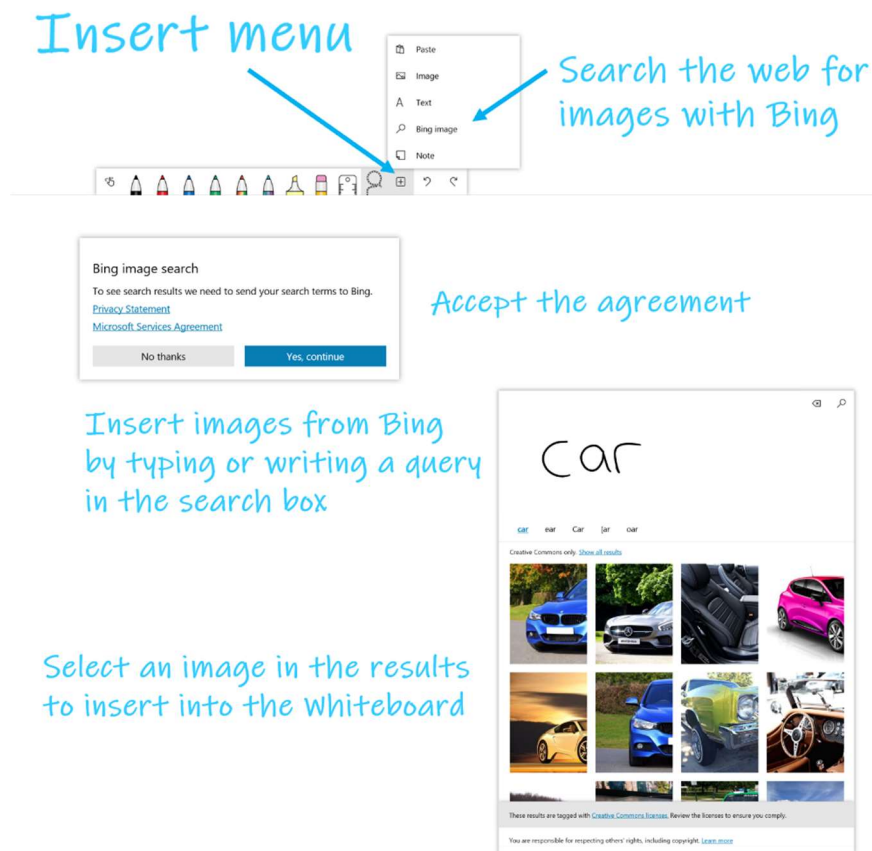 Insert menu
Paste
Image
Text
Bing image
Note
Search the web for
images with Bing
Bing image search
To see search results we need to send your search terms to Bing.
Privacy Statement
Microsoft Services Agreement
No thanks
Yes, continue
Accept the agreement
Insert images from Bing
by typing or writing a query
in the search box
car
car ear Car jar oar
Creative Commons only. Show all results
Select an image in the results
to insert into the Whiteboard
These results are tagged with Creative Commons licenses. Review the licenses to ensure you comply.
You are responsible for respecting others' rights, including copyright. Learn more